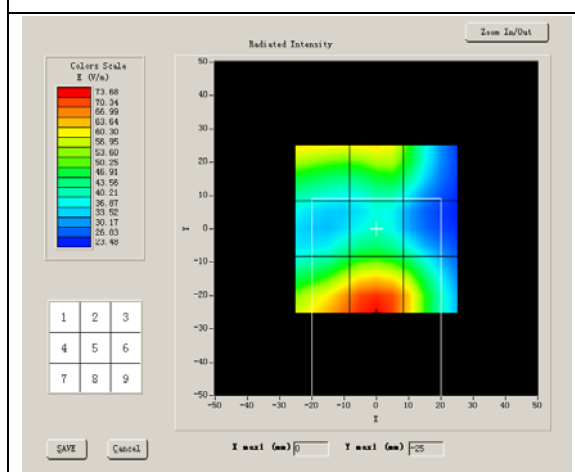 Zoom In/Out
Radiated Intensity
Colors Scale
E (V/m)
73.68
70.34
66.99
63.64
60.30
56.95
53.60
50.25
46.91
43.56
40.21
36.87
33.52
30.17
26.83
23.48
50
40
30
20
10
Y 0
-10
-20
-30
-40
-50
-50 -40 -30 -20 -10 0 10 20 30 40 50
X
1 2 3
4 5 6
7 8 9
SAVE Cancel X max1 (mm) 0 Y max1 (mm) -25